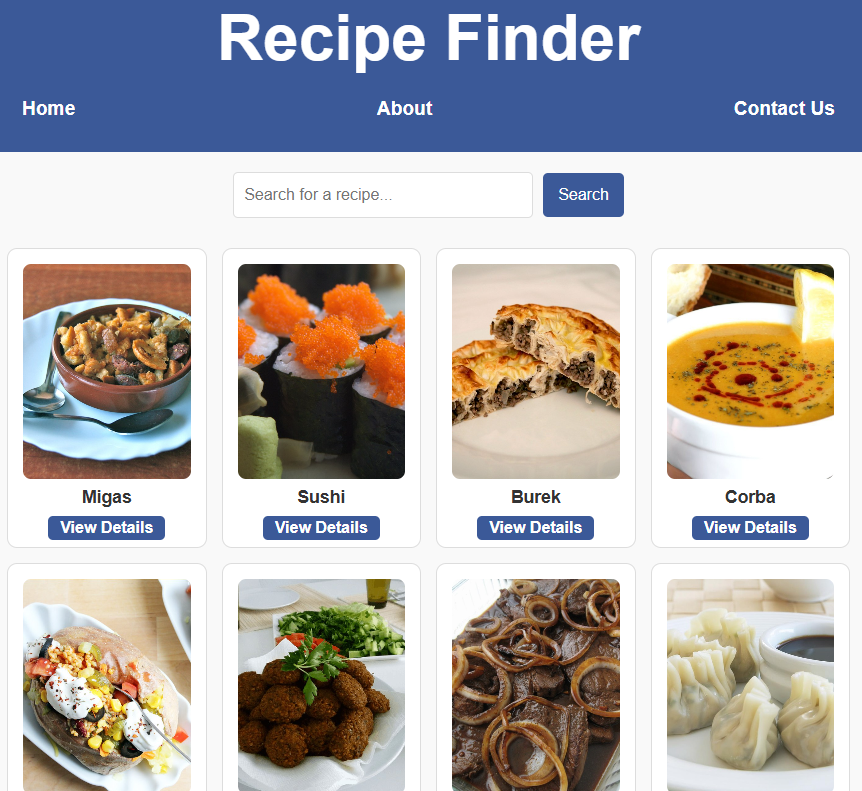 Recipe Finder
Home About Contact Us
Search for a recipe... Search
Migas Sushi Burek Corba
View Details View Details View Details View Details